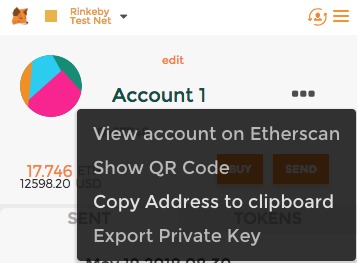 Rinkeby
Test Net
edit
Account 1
View account on Etherscan
17.746
Show QR Code
BUY
SEND
12598.20 USD
Copy Address to clipboard
SENT
TOKENS
Export Private Key